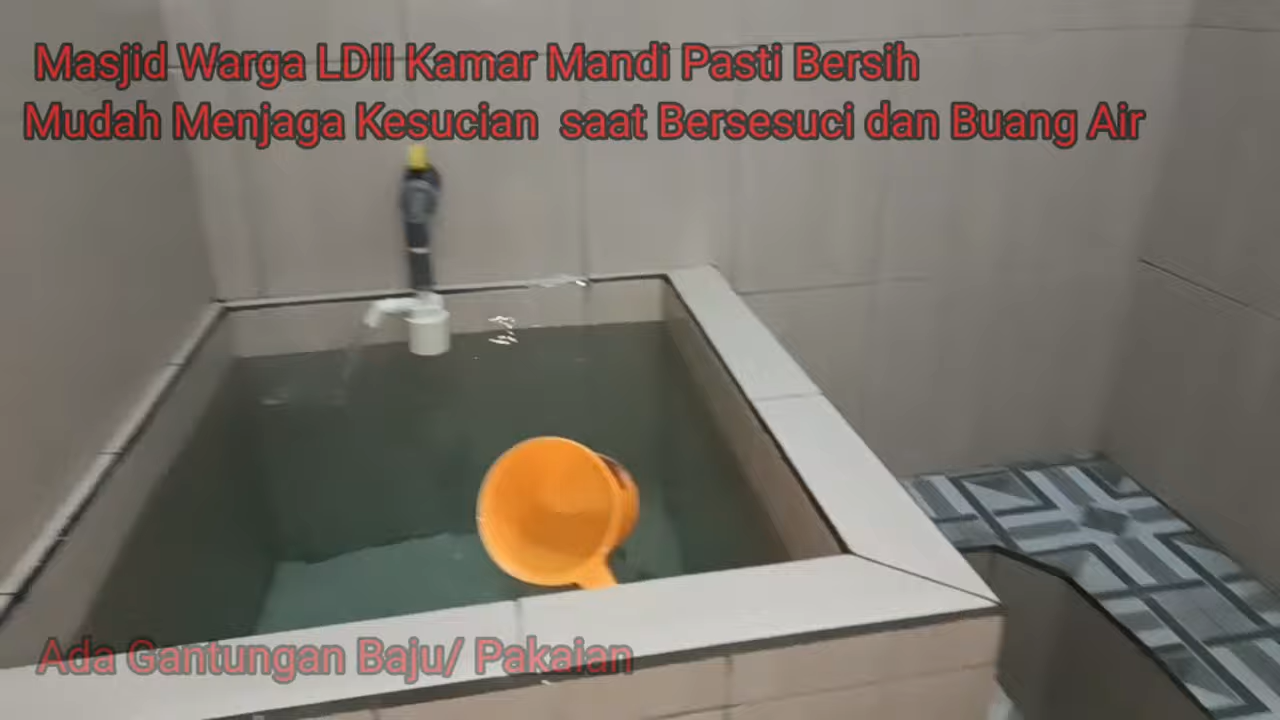 Masjid Warga LDII Kamar Mandi Pasti Bersih
Mudah Menjaga Kesucian saat Bersesuci dan Buang Air
Ada Gantungan Baju/ Pakaian